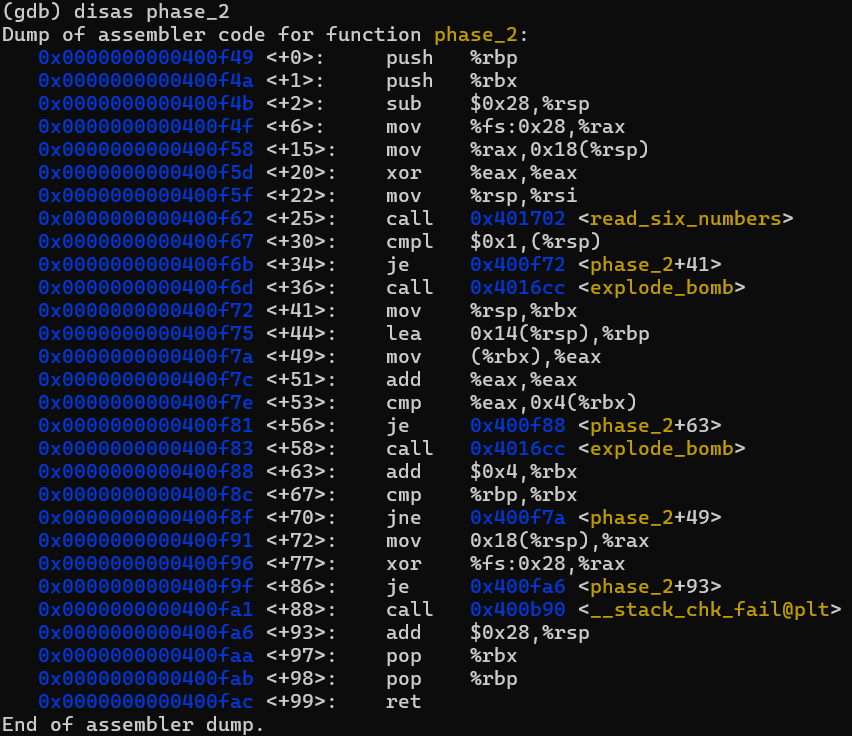 (gdb) disas phase_2
Dump of assembler code for function phase_2:
   0x0000000000400f49 <+0>:     push   %rbp
   0x0000000000400f4a <+1>:     push   %rbx
   0x0000000000400f4b <+2>:     sub    $0x28,%rsp
   0x0000000000400f4f <+6>:     mov    %fs:0x28,%rax
   0x0000000000400f58 <+15>:    mov    %rax,0x18(%rsp)
   0x0000000000400f5d <+20>:    xor    %eax,%eax
   0x0000000000400f5f <+22>:    mov    %rsp,%rsi
   0x0000000000400f62 <+25>:    call   0x401702 <read_six_numbers>
   0x0000000000400f67 <+30>:    cmpl   $0x1,(%rsp)
   0x0000000000400f6b <+34>:    je     0x400f72 <phase_2+41>
   0x0000000000400f6d <+36>:    call   0x4016cc <explode_bomb>
   0x0000000000400f72 <+41>:    mov    %rsp,%rbx
   0x0000000000400f75 <+44>:    lea    0x14(%rsp),%rbp
   0x0000000000400f7a <+49>:    mov    (%rbx),%eax
   0x0000000000400f7c <+51>:    add    %eax,%eax
   0x0000000000400f7e <+53>:    cmp    %eax,0x4(%rbx)
   0x0000000000400f81 <+56>:    je     0x400f88 <phase_2+63>
   0x0000000000400f83 <+58>:    call   0x4016cc <explode_bomb>
   0x0000000000400f88 <+63>:    add    $0x4,%rbx
   0x0000000000400f8c <+67>:    cmp    %rbp,%rbx
   0x0000000000400f8f <+70>:    jne    0x400f7a <phase_2+49>
   0x0000000000400f91 <+72>:    mov    0x18(%rsp),%rax
   0x0000000000400f96 <+77>:    xor    %fs:0x28,%rax
   0x0000000000400f9f <+86>:    je     0x400fa6 <phase_2+93>
   0x0000000000400fa1 <+88>:    call   0x400b90 <__stack_chk_fail@plt>
   0x0000000000400fa6 <+93>:    add    $0x28,%rsp
   0x0000000000400faa <+97>:    pop    %rbx
   0x0000000000400fab <+98>:    pop    %rbp
   0x0000000000400fac <+99>:    ret
End of assembler dump.